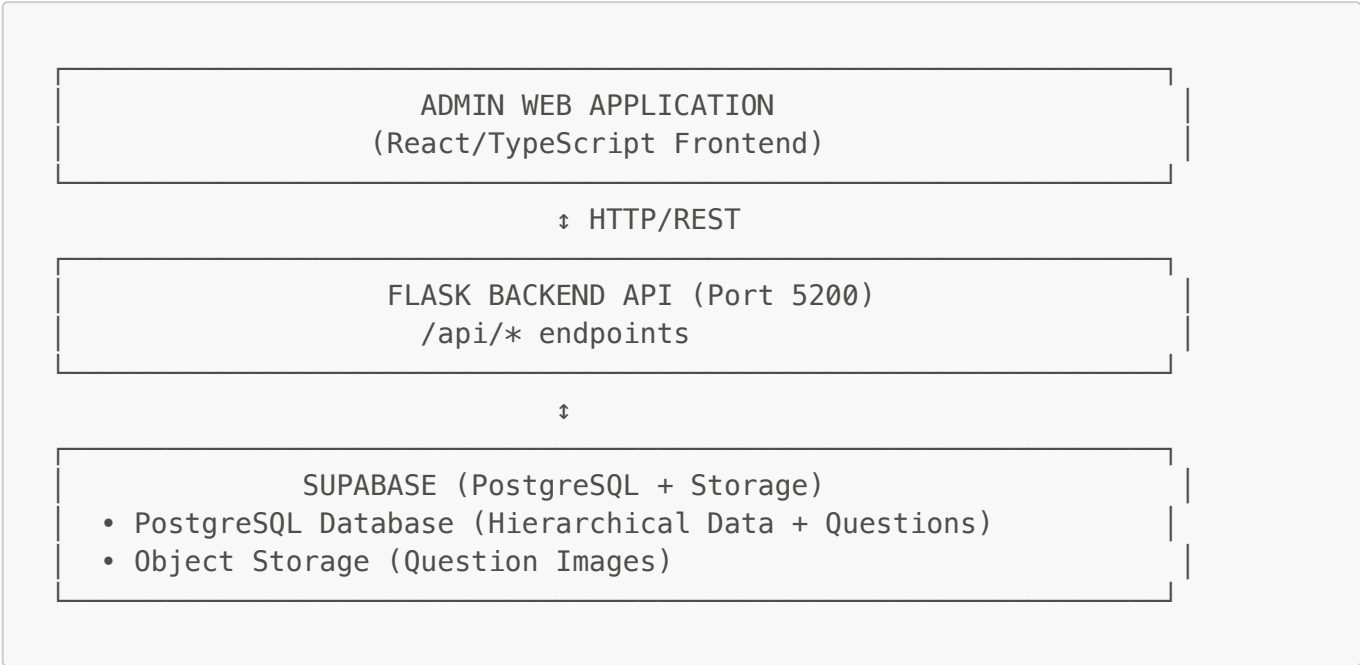 ADMIN WEB APPLICATION
(React/TypeScript Frontend)
↕ HTTP/REST
FLASK BACKEND API (Port 5200)
/api/* endpoints
↕
SUPABASE (PostgreSQL + Storage)
• PostgreSQL Database (Hierarchical Data + Questions)
• Object Storage (Question Images)